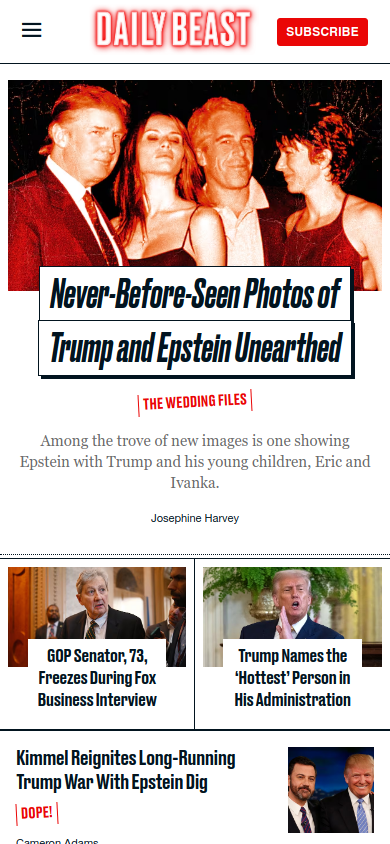 DAILY BEAST
SUBSCRIBE
Never-Before-Seen Photos of
Trump and Epstein Unearthed
THE WEDDING FILES
Among the trove of new images is one showing
Epstein with Trump and his young children, Eric and
Ivanka.
Josephine Harvey
GOP Senator, 73,
Freezes During Fox
Business Interview
Trump Names the
‘Hottest’ Person in
His Administration
Kimmel Reignites Long-Running
Trump War With Epstein Dig
DOPE!
Cameron Adams